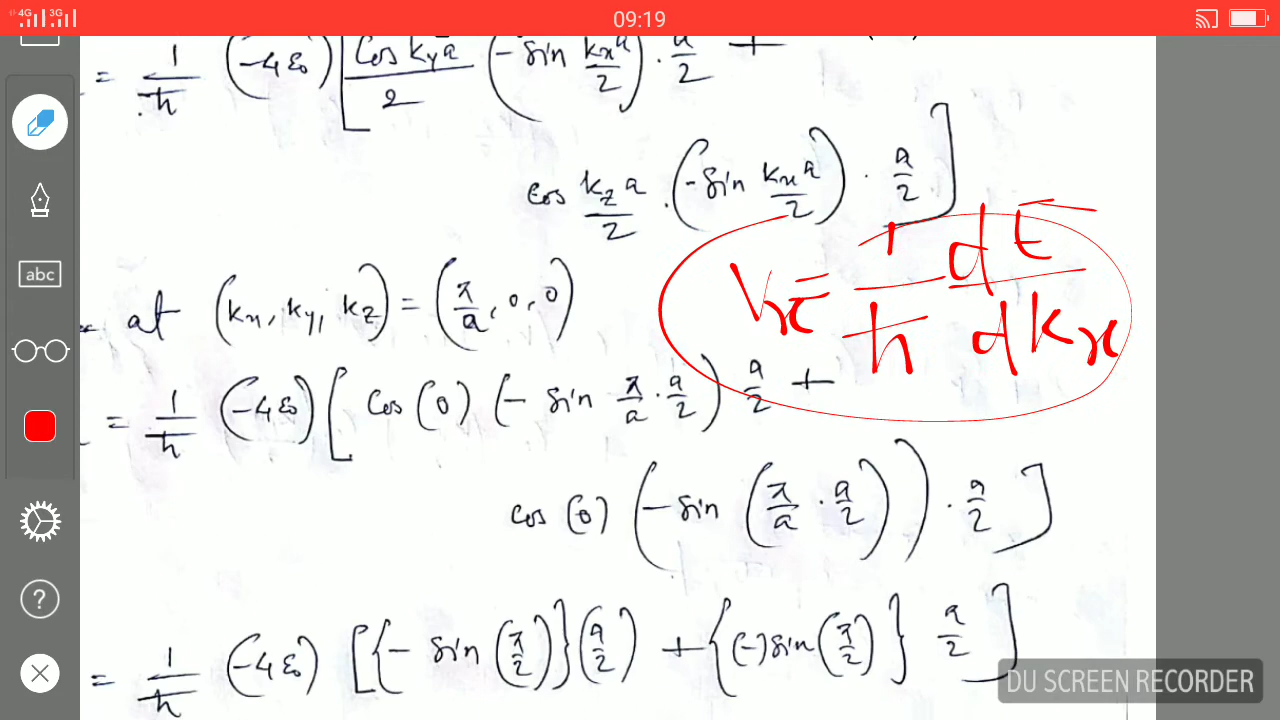 4G 3G 09:19
= 1/ħ (-4ε₀) [cos kya/2 (-sin kxa/2) · a/2 +
cos kza/2 · (-sin kxa/2) · a/2]
Vx = 1/ħ dE/dkx
at (kx, ky, kz) = (π/a, 0, 0)
= 1/ħ (-4ε₀) [cos (0) (- sin π/a · a/2) a/2 +
cos (0) (-sin (π/a · a/2)) · a/2]
= 1/ħ (-4ε₀) [{- sin (π/2)} (a/2) + {(-) sin (π/2)} a/2]
abc
?
DU SCREEN RECORDER